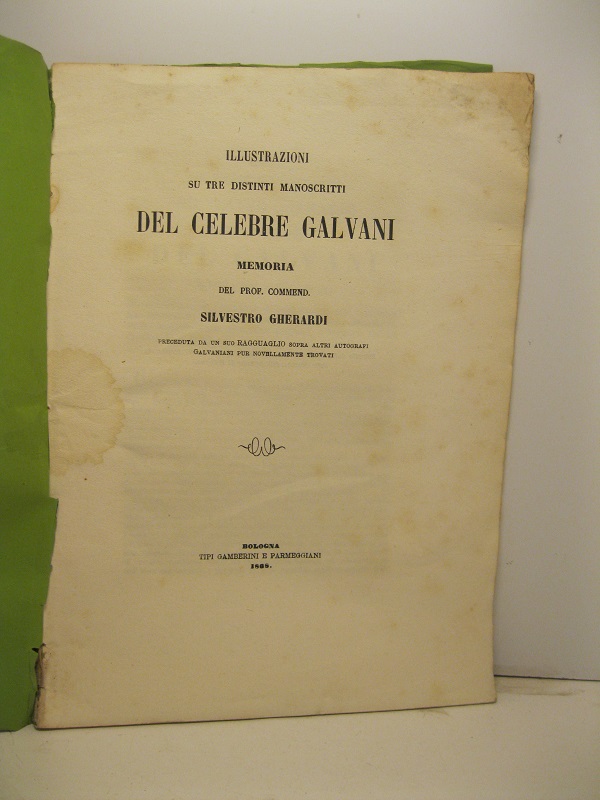 ILLUSTRAZIONI
SU TRE DISTINTI MANOSCRITTI
DEL CELEBRE GALVANI
MEMORIA
DEL PROF. COMMEND.
SILVESTRO GHERARDI
PRECEDUTA DA UN SUO RAGGUAGLIO SOPRA ALTRI AUTOGRAFI
GALVANIANI PUR NOVELLAMENTE TROVATI
BOLOGNA
TIPI GAMBERINI E PARMEGGIANI